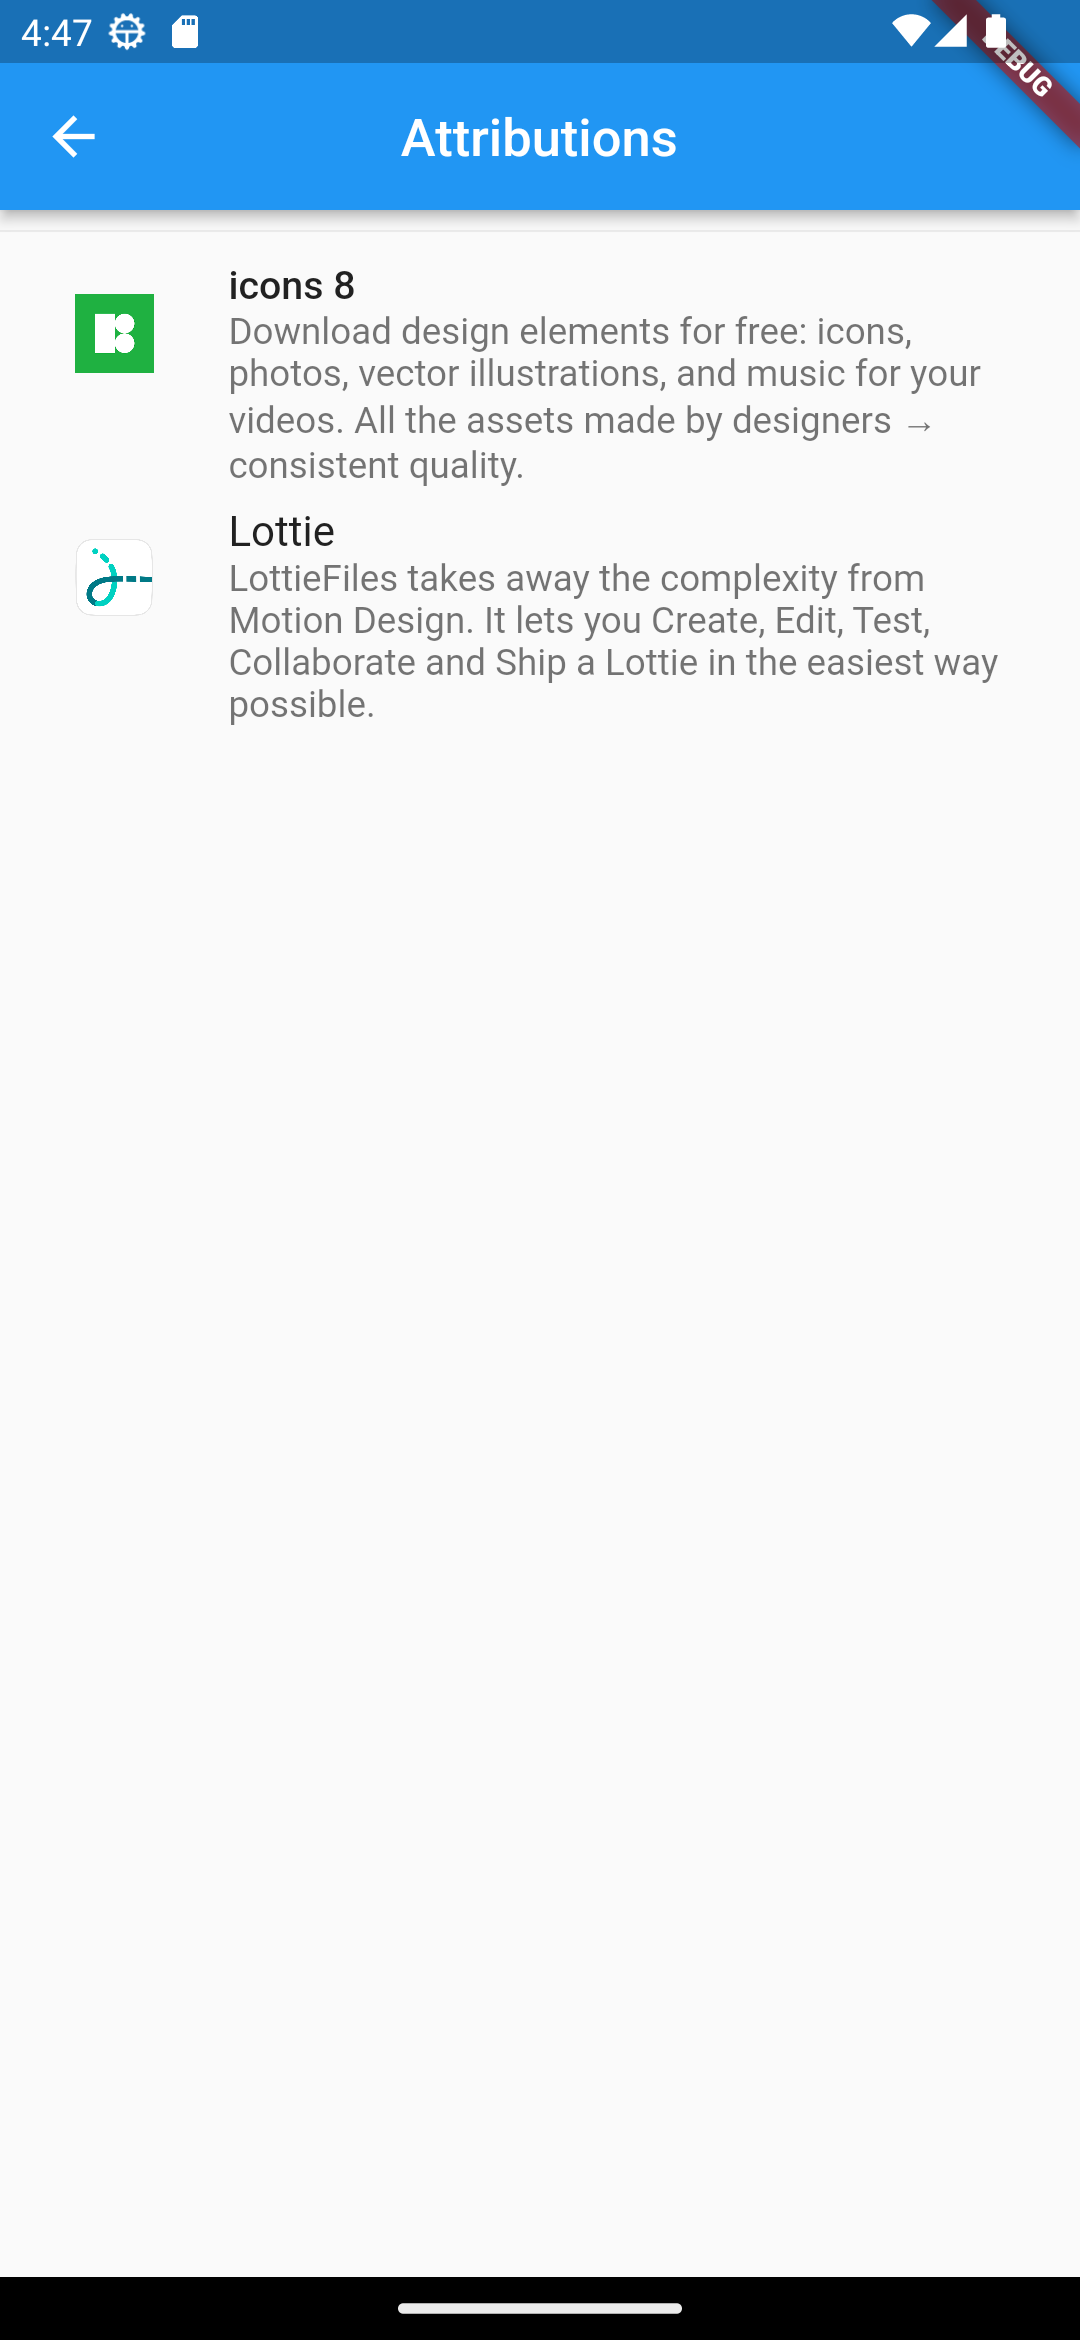 4:47
DEBUG
Attributions
icons 8
Download design elements for free: icons,
photos, vector illustrations, and music for your
videos. All the assets made by designers →
consistent quality.
Lottie
LottieFiles takes away the complexity from
Motion Design. It lets you Create, Edit, Test,
Collaborate and Ship a Lottie in the easiest way
possible.